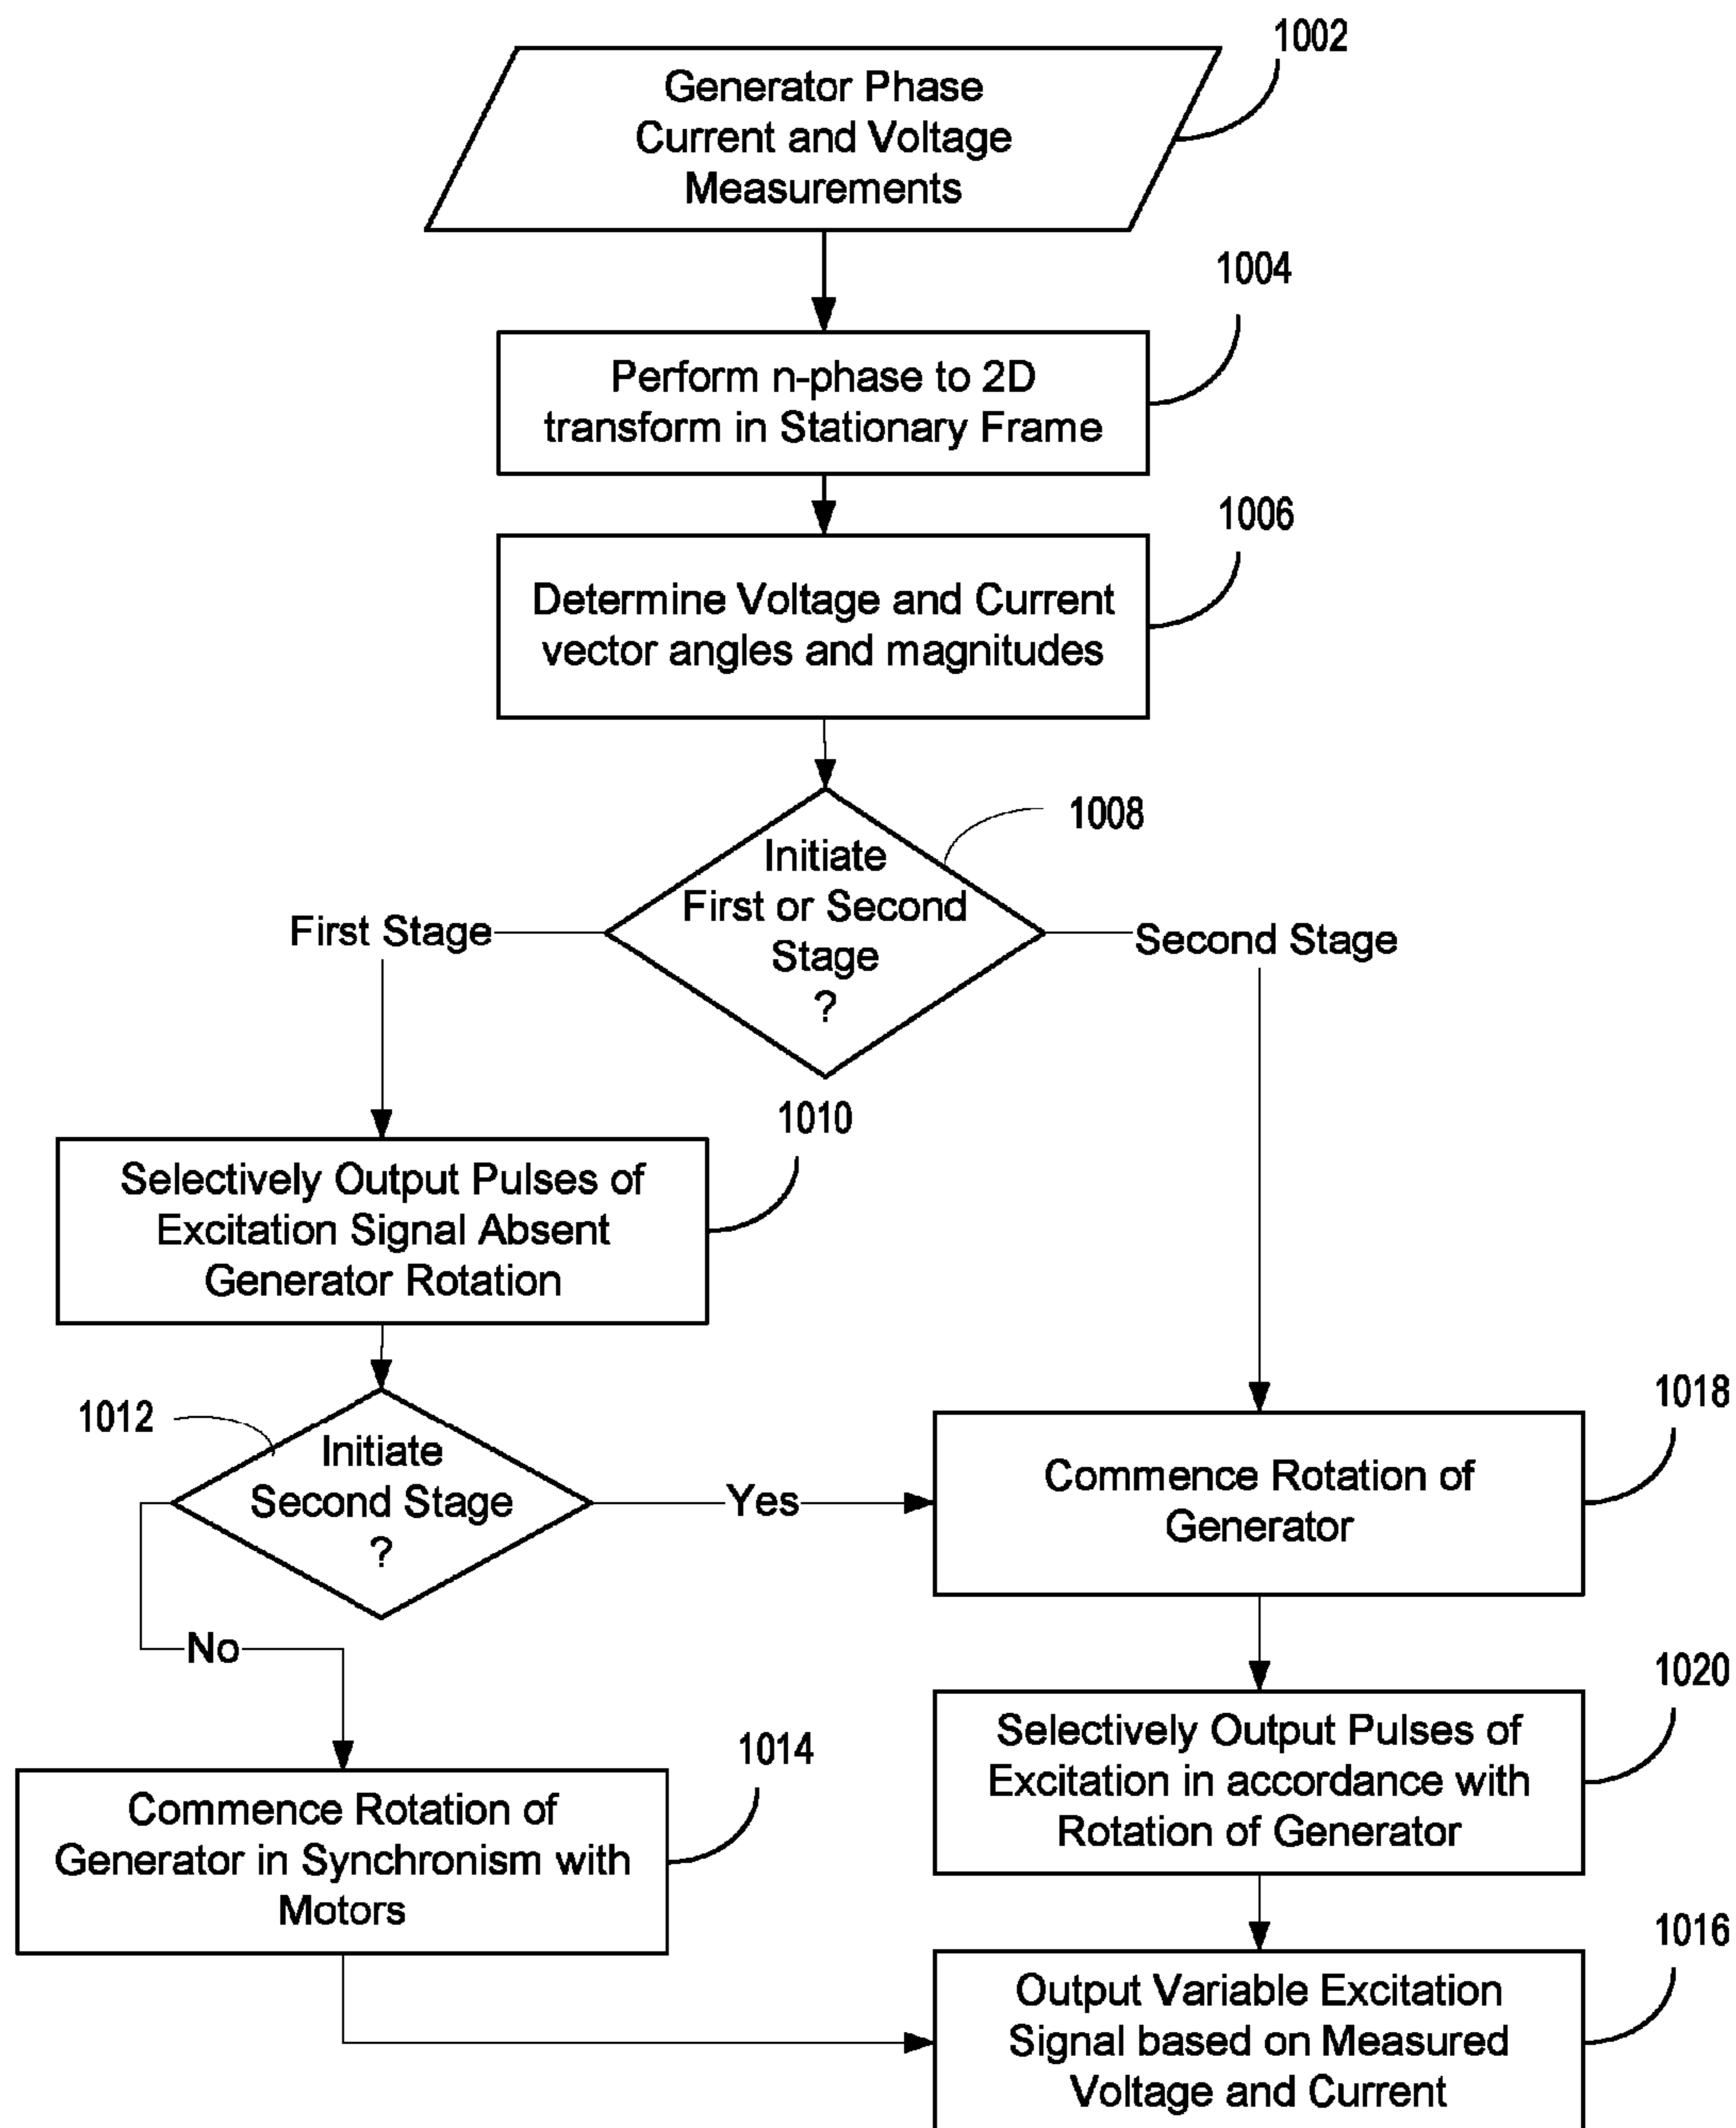 1002
Generator Phase
Current and Voltage
Measurements
1004
Perform n-phase to 2D
transform in Stationary Frame
1006
Determine Voltage and Current
vector angles and magnitudes
1008
Initiate
First or Second
Stage
?
First Stage
Second Stage
1010
Selectively Output Pulses of
Excitation Signal Absent
Generator Rotation
1012
Initiate
Second Stage
?
Yes
No
1018
Commence Rotation of
Generator
1020
Selectively Output Pulses of
Excitation in accordance with
Rotation of Generator
1014
Commence Rotation of
Generator in Synchronism with
Motors
1016
Output Variable Excitation
Signal based on Measured
Voltage and Current